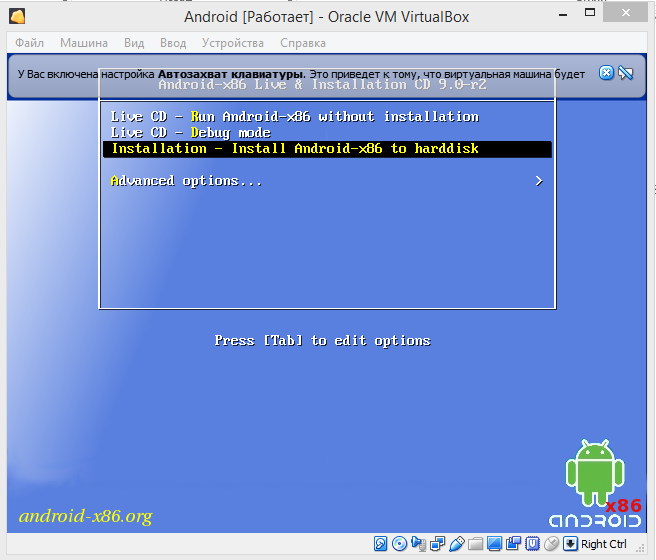 Android [Работает] - Oracle VM VirtualBox
Файл Машина Вид Ввод Устройства Справка
У Вас включена настройка Автозахват клавиатуры. Это приведет к тому, что виртуальная машина будет
Android-x86 Live & Installation CD 9.0-r2
Live CD - Run Android-x86 without installation
Live CD - Debug mode
Installation - Install Android-x86 to harddisk
Advanced options... >
Press [Tab] to edit options
android-x86.org
x86
android
Right Ctrl